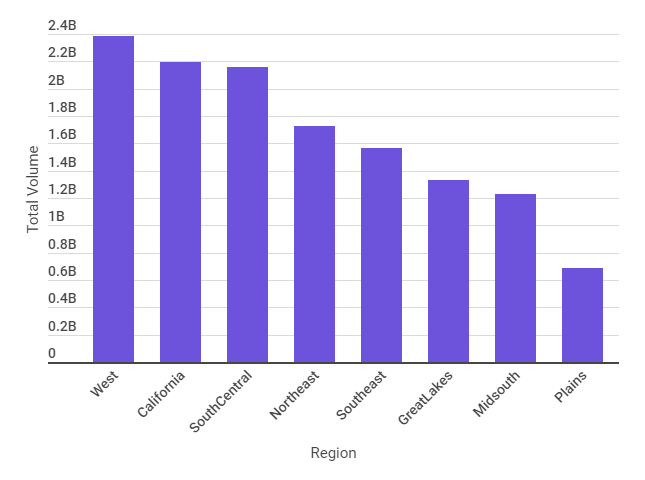 2.4B
2.2B
2B
1.8B
1.6B
1.4B
1.2B
1B
0.8B
0.6B
0.4B
0.2B
0
Total Volume
West
California
SouthCentral
Northeast
Southeast
GreatLakes
Midsouth
Plains
Region